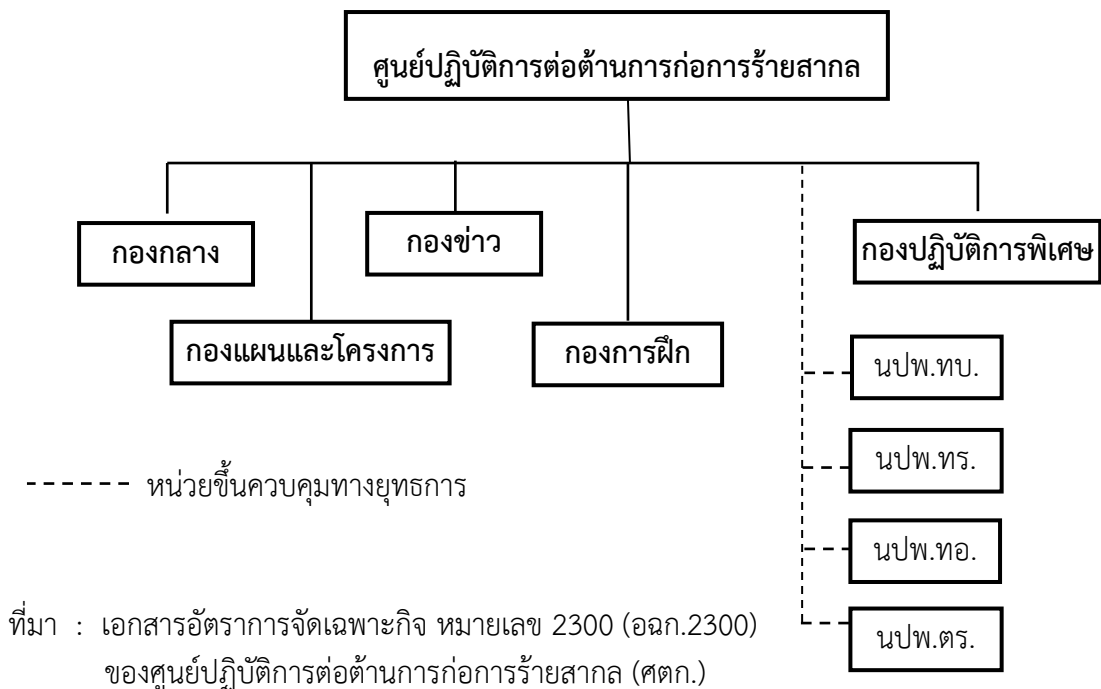 ศูนย์ปฏิบัติการต่อต้านการก่อการร้ายสากล
กองกลาง
กองข่าว
กองปฏิบัติการพิเศษ
กองแผนและโครงการ
กองการฝึก
นปพ.ทบ.
นปพ.ทร.
------ หน่วยขึ้นควบคุมทางยุทธการ
นปพ.ทอ.
นปพ.ตร.
ที่มา : เอกสารอัตราการจัดเฉพาะกิจ หมายเลข 2300 (อฉก.2300)
ของศูนย์ปฏิบัติการต่อต้านการก่อการร้ายสากล (ศตก.)